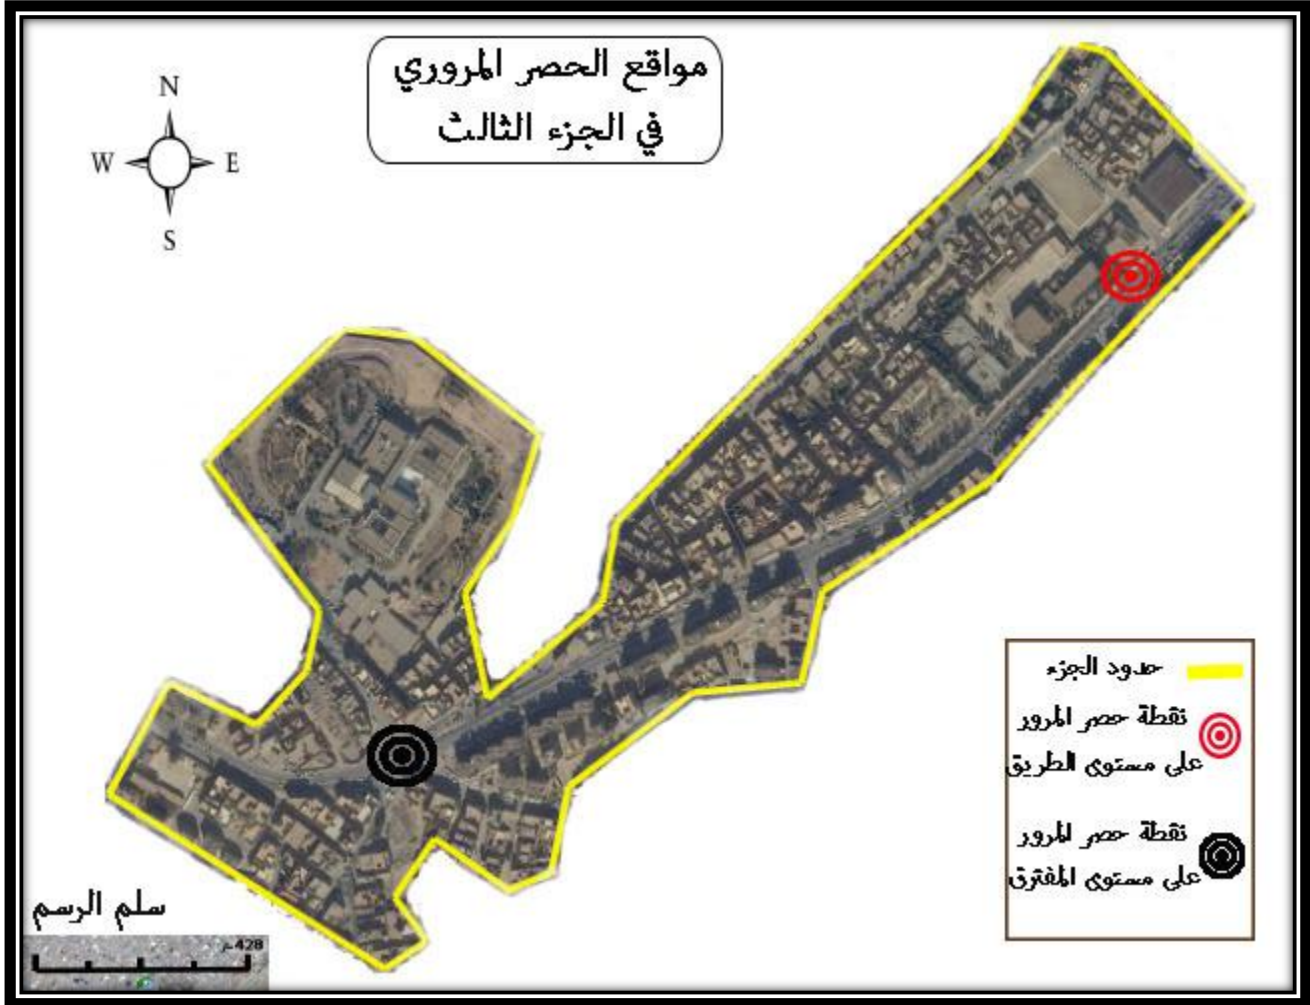 مواقع الحصر المروري
في الجزء الثالث
N
W E
S
حدود الجزء
نقطة حصر المرور
على مستوى الطريق
نقطة حصر المرور
على مستوى المفترق
سلم الرسم
428م